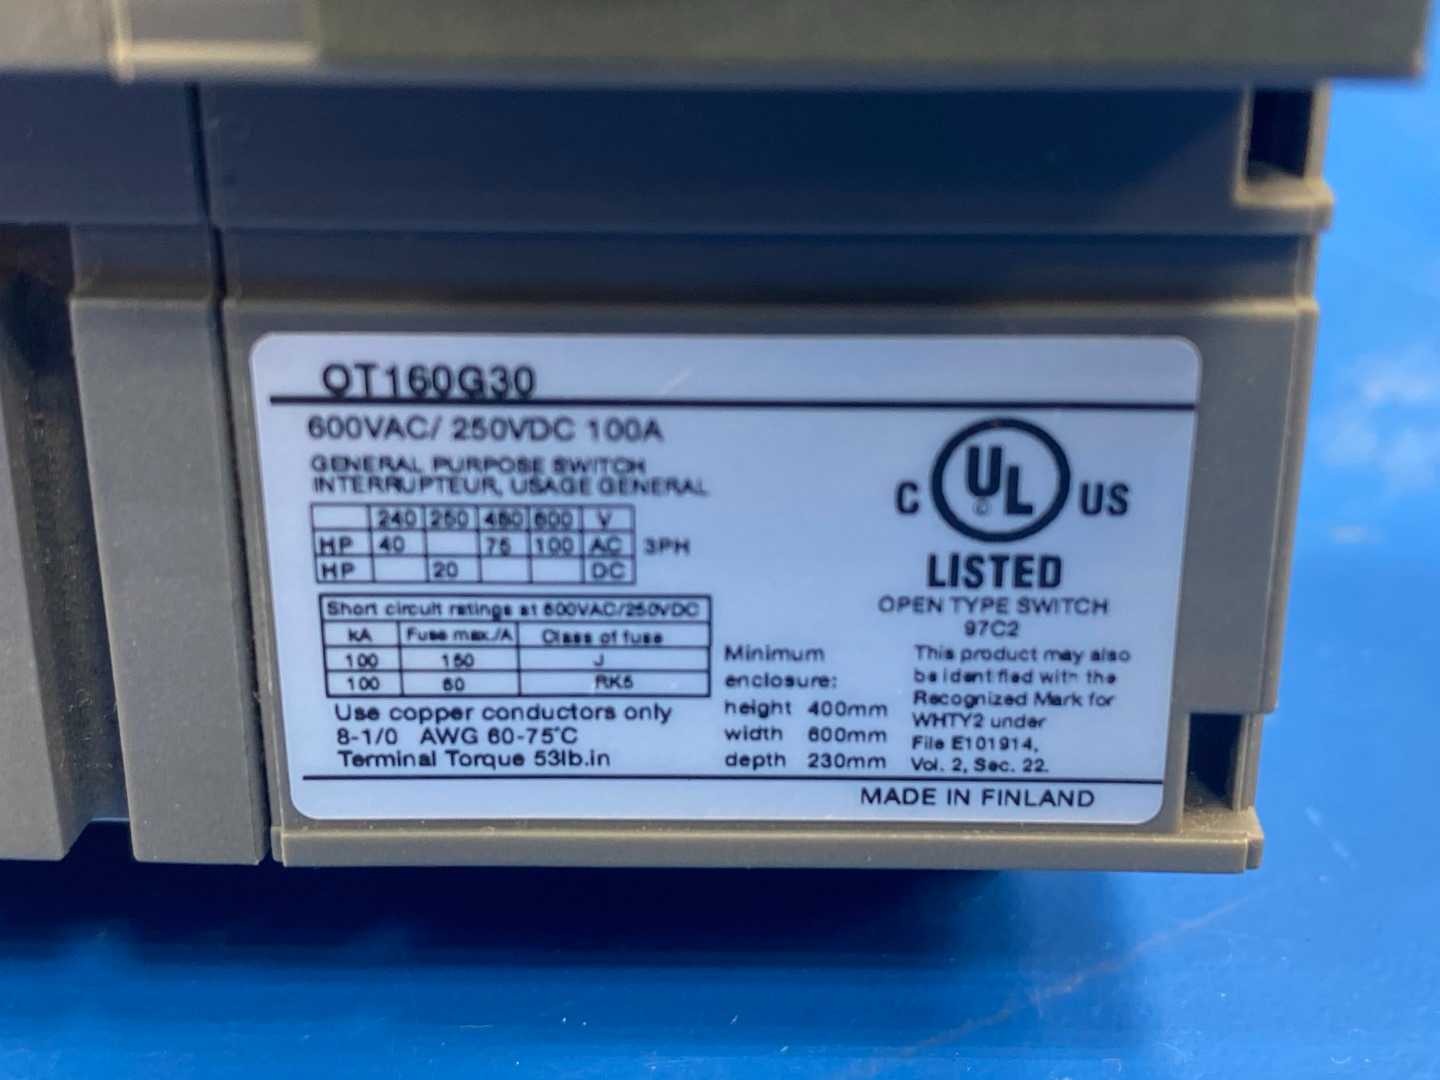 OT160G30
600VAC/ 250VDC 100A
GENERAL PURPOSE SWITCH
INTERRUPTEUR, USAGE GENERAL
240 250 480 600 V
HP 40 75 100 AC 3PH
HP 20 DC
Short circuit ratings at 600VAC/250VDC
kA Fuse max./A Class of fuse
100 150 J
100 60 RK5
Use copper conductors only
8-1/0 AWG 60-75°C
Terminal Torque 53lb.in
Minimum
enclosure:
height 400mm
width 600mm
depth 230mm
C UL US
©
LISTED
OPEN TYPE SWITCH
97C2
This product may also
be identified with the
Recognized Mark for
WHTY2 under
File E101914,
Vol. 2, Sec. 22.
MADE IN FINLAND